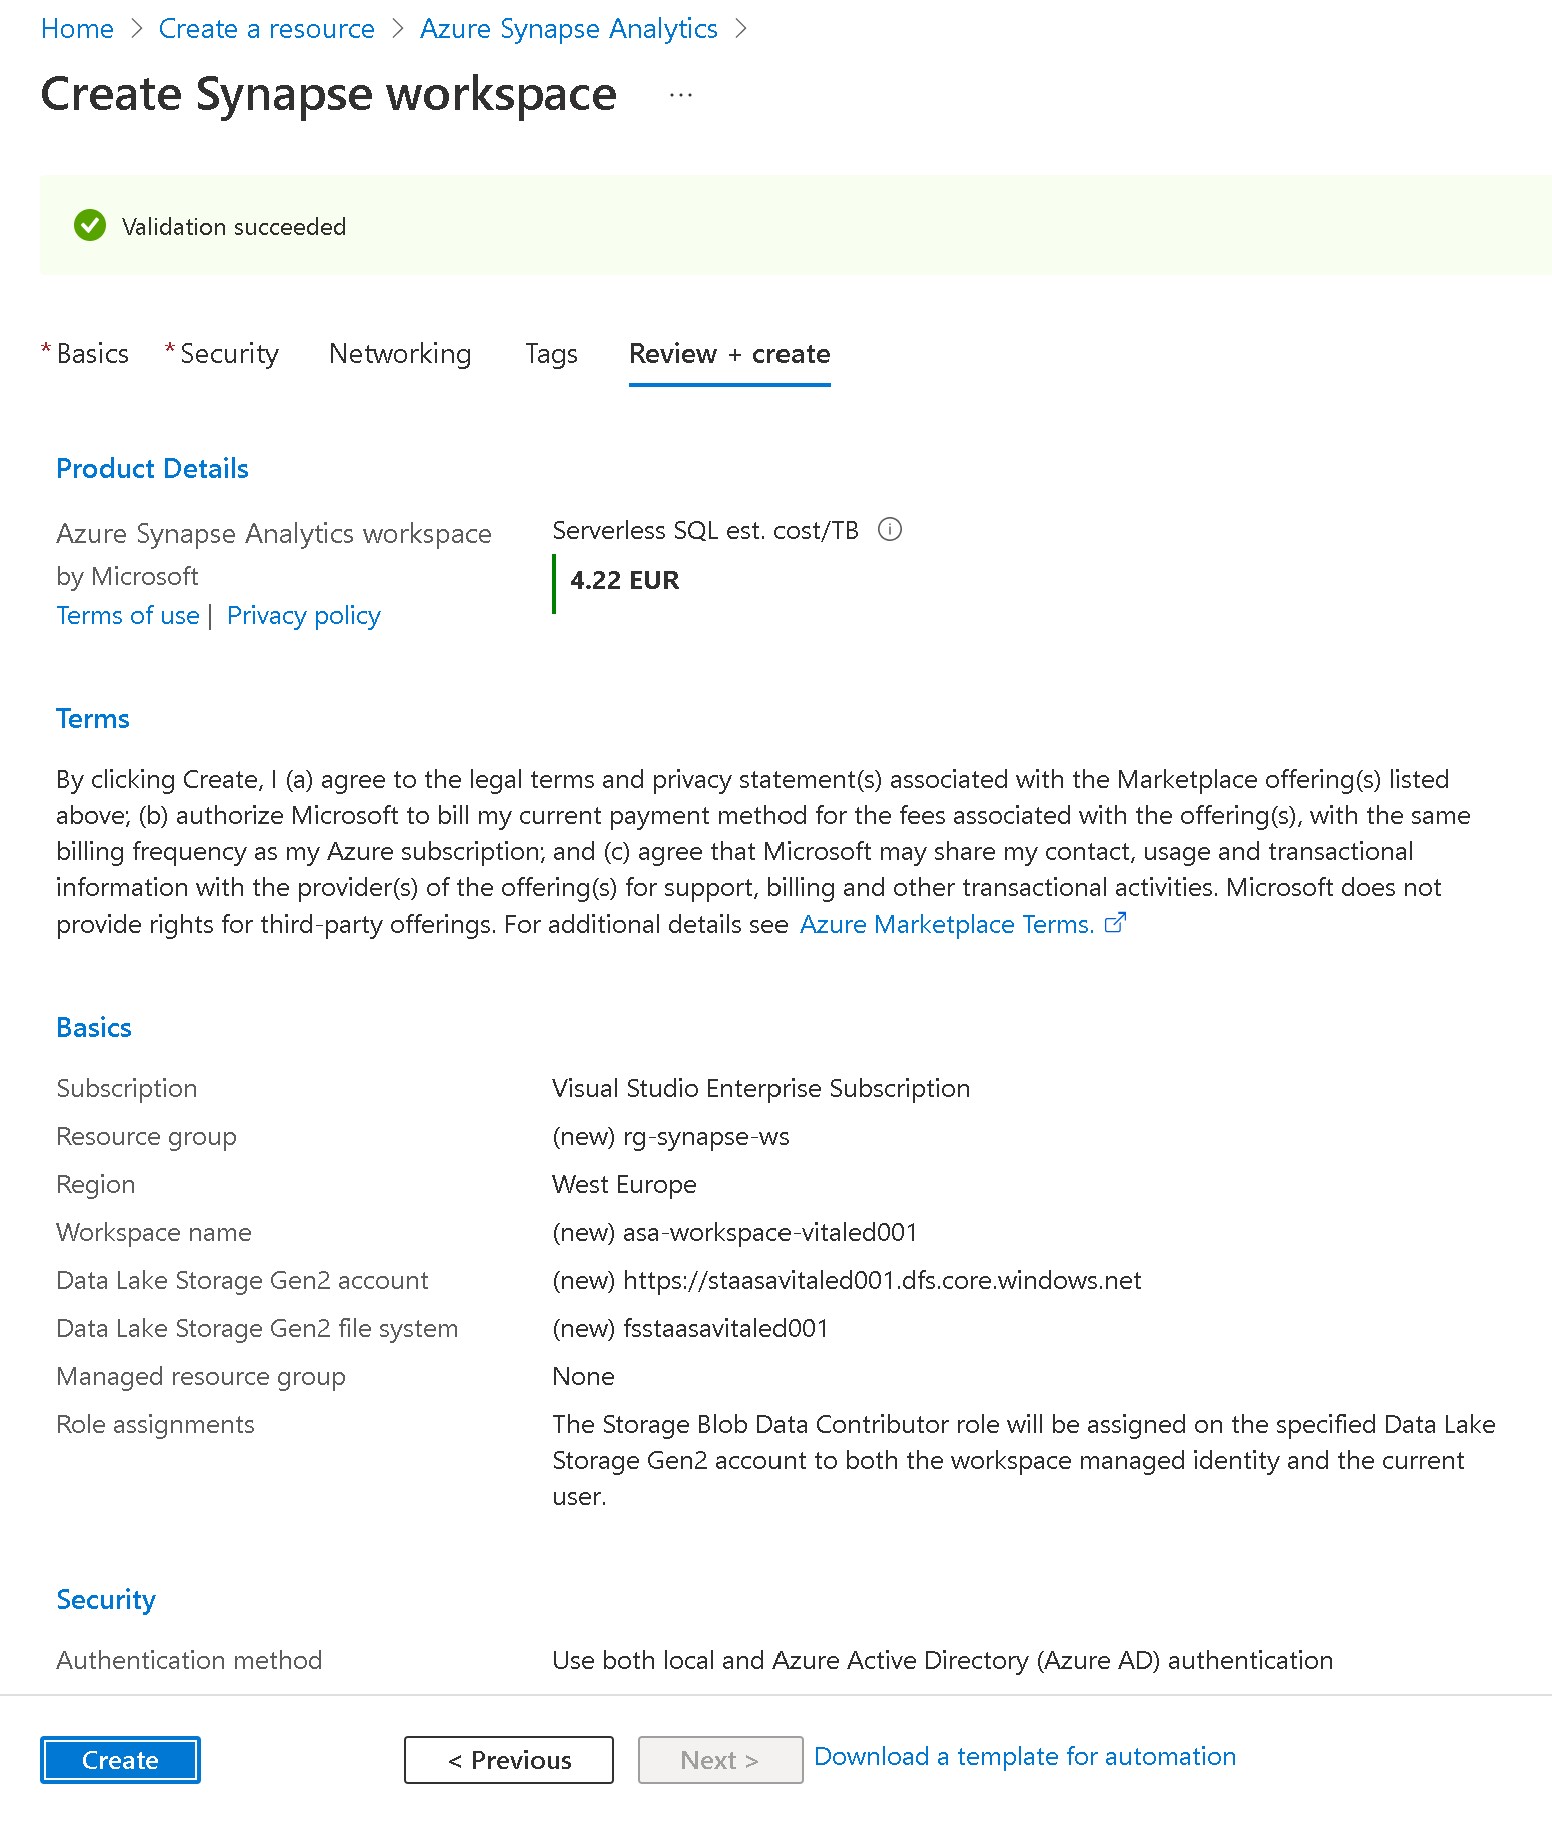 Home > Create a resource > Azure Synapse Analytics >
Create Synapse workspace ...
Validation succeeded
* Basics * Security Networking Tags Review + create
Product Details
Azure Synapse Analytics workspace
by Microsoft
Terms of use | Privacy policy
Serverless SQL est. cost/TB
4.22 EUR
Terms
By clicking Create, I (a) agree to the legal terms and privacy statement(s) associated with the Marketplace offering(s) listed
above; (b) authorize Microsoft to bill my current payment method for the fees associated with the offering(s), with the same
billing frequency as my Azure subscription; and (c) agree that Microsoft may share my contact, usage and transactional
information with the provider(s) of the offering(s) for support, billing and other transactional activities. Microsoft does not
provide rights for third-party offerings. For additional details see Azure Marketplace Terms.
Basics
Subscription Visual Studio Enterprise Subscription
Resource group (new) rg-synapse-ws
Region West Europe
Workspace name (new) asa-workspace-vitaled001
Data Lake Storage Gen2 account (new) https://staasavitaled001.dfs.core.windows.net
Data Lake Storage Gen2 file system (new) fsstaasavitaled001
Managed resource group None
Role assignments The Storage Blob Data Contributor role will be assigned on the specified Data Lake
Storage Gen2 account to both the workspace managed identity and the current
user.
Security
Authentication method Use both local and Azure Active Directory (Azure AD) authentication
Create < Previous Next > Download a template for automation